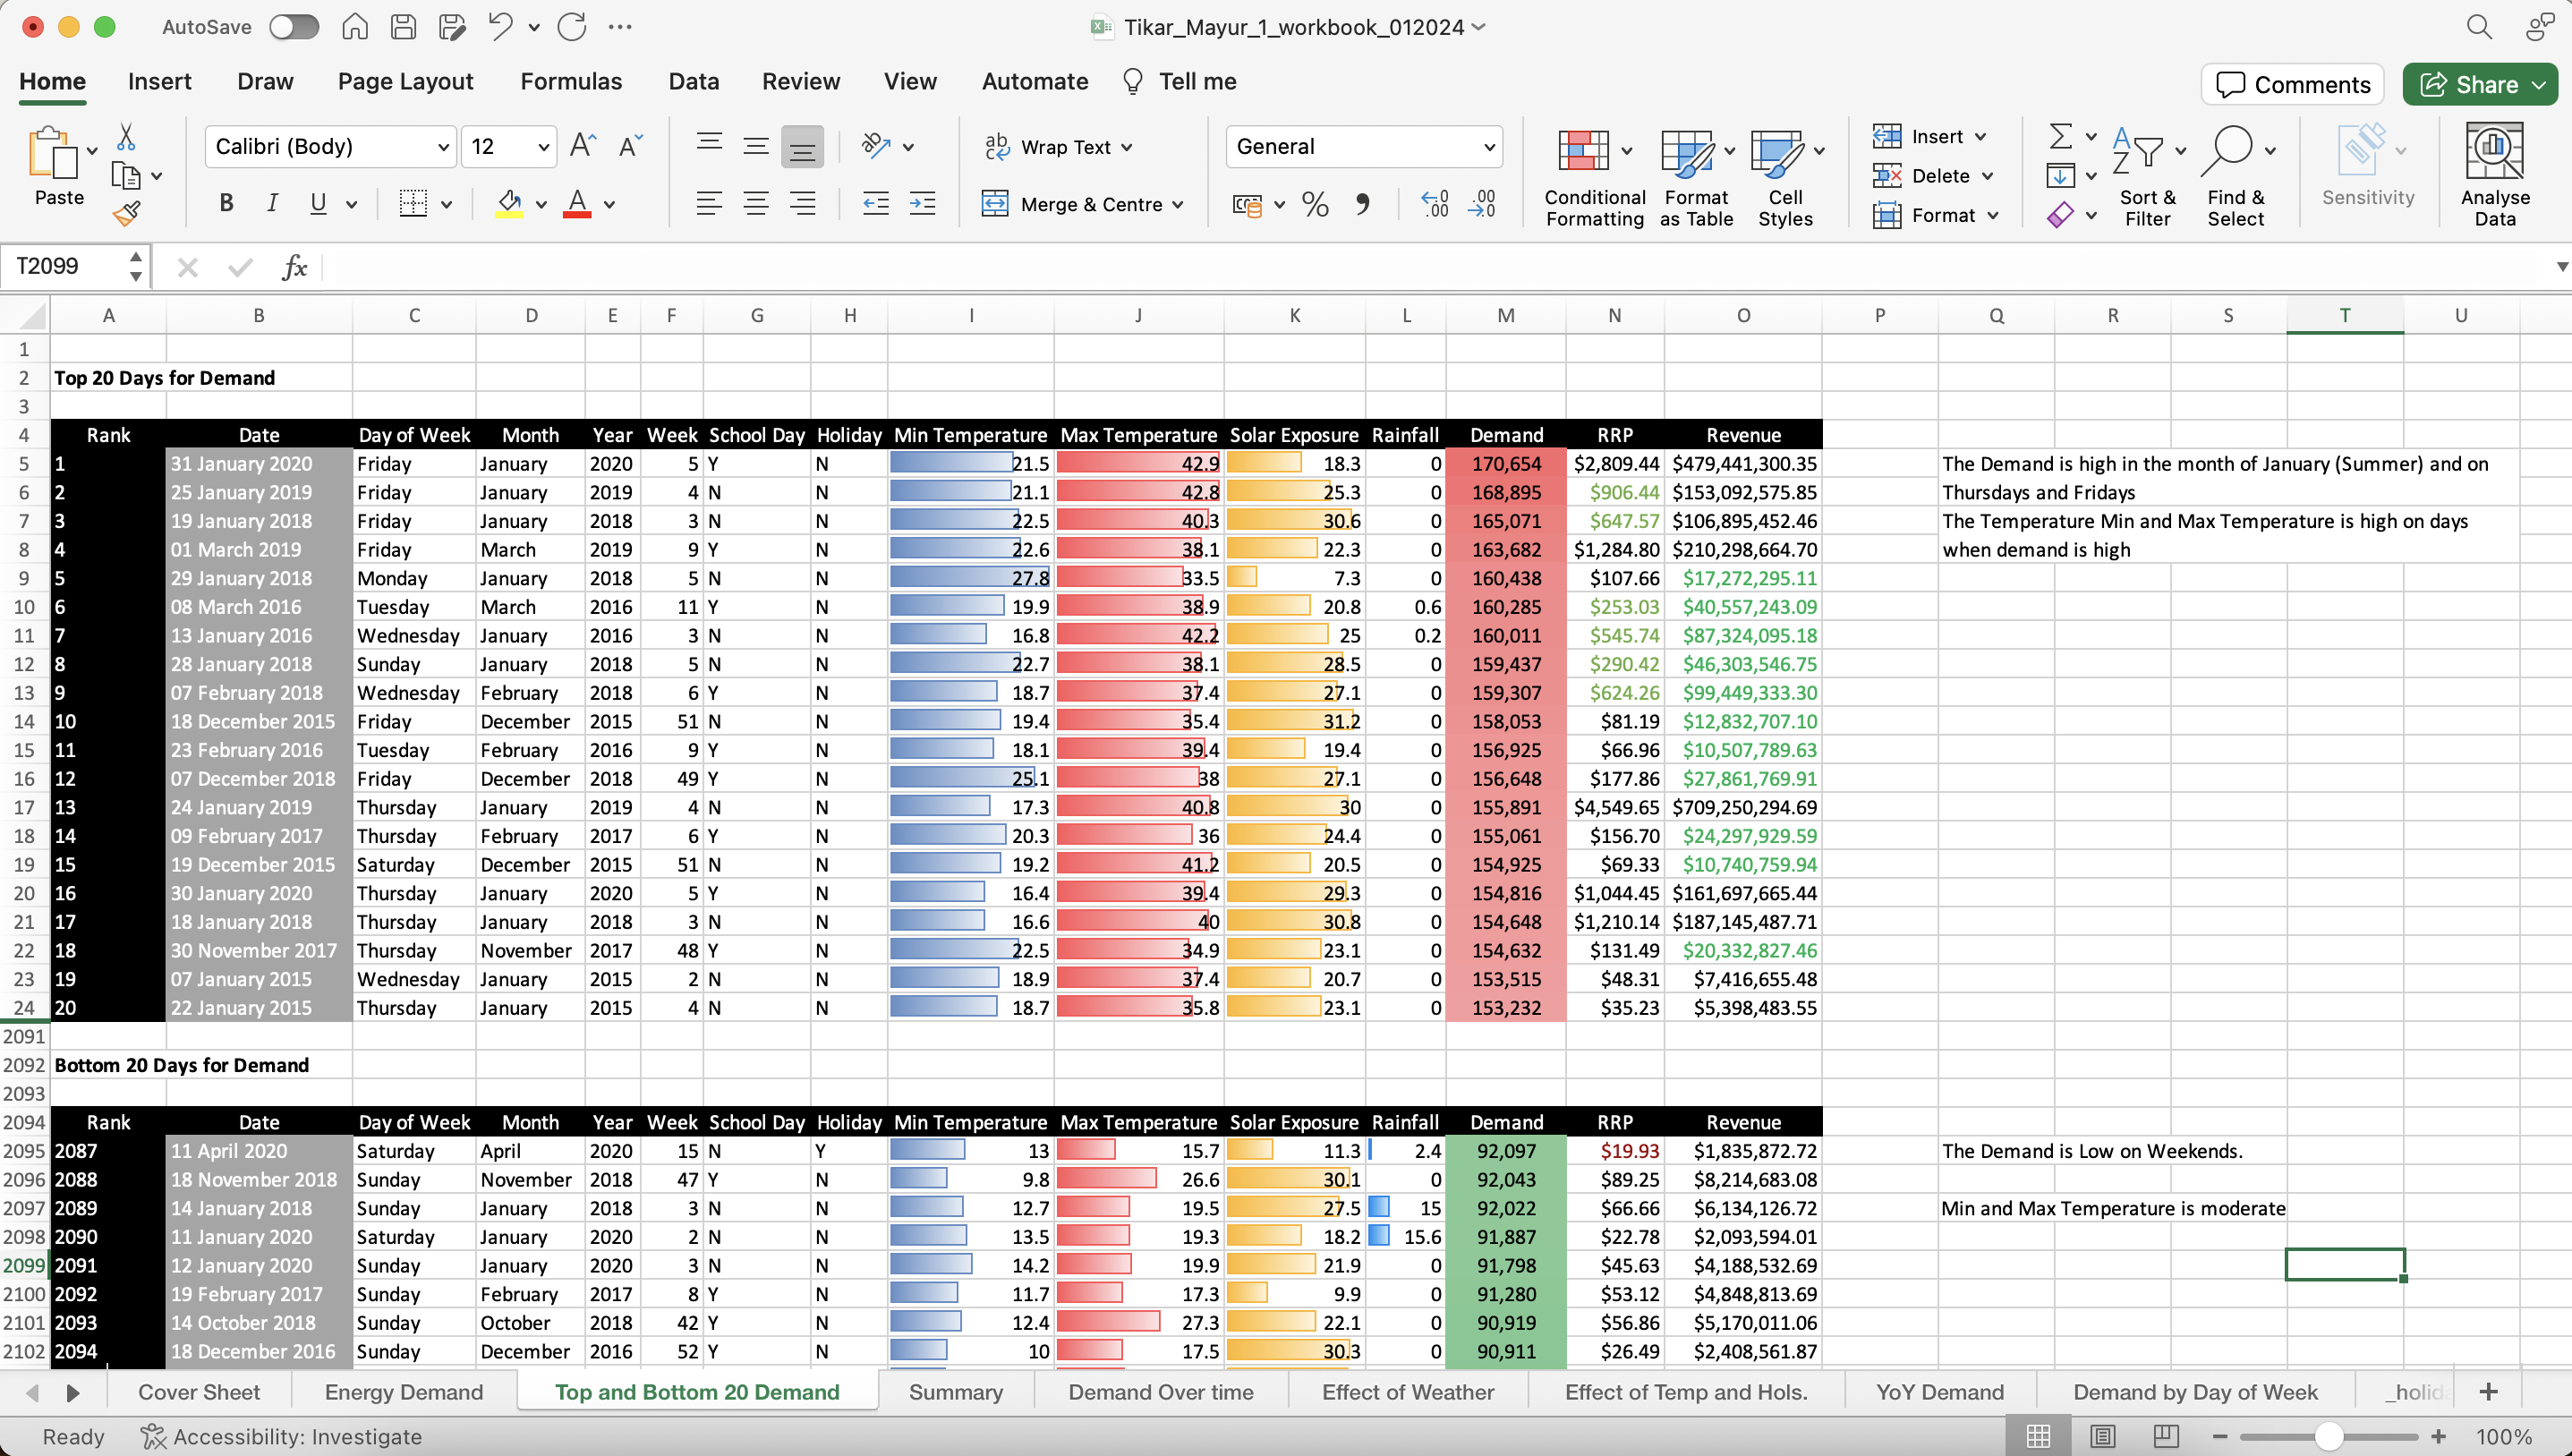 AutoSave
Tikar_Mayur_1_workbook_012024
Home Insert Draw Page Layout Formulas Data Review View Automate Tell me
Comments Share
Paste
Calibri (Body) 12
Wrap Text
Merge & Centre
General
Conditional Formatting
Format as Table
Cell Styles
Insert
Delete
Format
Sort & Filter
Find & Select
Sensitivity
Analyse Data
T2099 fx
A B C D E F G H I J K L M N O P Q R S T U
1
2 Top 20 Days for Demand
3
4 Rank Date Day of Week Month Year Week School Day Holiday Min Temperature Max Temperature Solar Exposure Rainfall Demand RRP Revenue
5 1 31 January 2020 Friday January 2020 5 Y N 21.5 42.9 18.3 0 170,654 $2,809.44 $479,441,300.35 The Demand is high in the month of January (Summer) and on
6 2 25 January 2019 Friday January 2019 4 N N 21.1 42.8 25.3 0 168,895 $906.44 $153,092,575.85 Thursdays and Fridays
7 3 19 January 2018 Friday January 2018 3 N N 22.5 40.3 30.6 0 165,071 $647.57 $106,895,452.46 The Temperature Min and Max Temperature is high on days
8 4 01 March 2019 Friday March 2019 9 Y N 22.6 38.1 22.3 0 163,682 $1,284.80 $210,298,664.70 when demand is high
9 5 29 January 2018 Monday January 2018 5 N N 27.8 33.5 7.3 0 160,438 $107.66 $17,272,295.11
10 6 08 March 2016 Tuesday March 2016 11 Y N 19.9 38.9 20.8 0.6 160,285 $253.03 $40,557,243.09
11 7 13 January 2016 Wednesday January 2016 3 N N 16.8 42.2 25 0.2 160,011 $545.74 $87,324,095.18
12 8 28 January 2018 Sunday January 2018 5 N N 22.7 38.1 28.5 0 159,437 $290.42 $46,303,546.75
13 9 07 February 2018 Wednesday February 2018 6 Y N 18.7 37.4 27.1 0 159,307 $624.26 $99,449,333.30
14 10 18 December 2015 Friday December 2015 51 N N 19.4 35.4 31.2 0 158,053 $81.19 $12,832,707.10
15 11 23 February 2016 Tuesday February 2016 9 Y N 18.1 39.4 19.4 0 156,925 $66.96 $10,507,789.63
16 12 07 December 2018 Friday December 2018 49 Y N 25.1 38 27.1 0 156,648 $177.86 $27,861,769.91
17 13 24 January 2019 Thursday January 2019 4 N N 17.3 40.8 30 0 155,891 $4,549.65 $709,250,294.69
18 14 09 February 2017 Thursday February 2017 6 Y N 20.3 36 24.4 0 155,061 $156.70 $24,297,929.59
19 15 19 December 2015 Saturday December 2015 51 N N 19.2 41.2 20.5 0 154,925 $69.33 $10,740,759.94
20 16 30 January 2020 Thursday January 2020 5 Y N 16.4 39.4 29.3 0 154,816 $1,044.45 $161,697,665.44
21 17 18 January 2018 Thursday January 2018 3 N N 16.6 40 30.8 0 154,648 $1,210.14 $187,145,487.71
22 18 30 November 2017 Thursday November 2017 48 Y N 22.5 34.9 23.1 0 154,632 $131.49 $20,332,827.46
23 19 07 January 2015 Wednesday January 2015 2 N N 18.9 37.4 20.7 0 153,515 $48.31 $7,416,655.48
24 20 22 January 2015 Thursday January 2015 4 N N 18.7 35.8 23.1 0 153,232 $35.23 $5,398,483.55
2091
2092 Bottom 20 Days for Demand
2093
2094 Rank Date Day of Week Month Year Week School Day Holiday Min Temperature Max Temperature Solar Exposure Rainfall Demand RRP Revenue
2095 2087 11 April 2020 Saturday April 2020 15 N Y 13 15.7 11.3 2.4 92,097 $19.93 $1,835,872.72 The Demand is Low on Weekends.
2096 2088 18 November 2018 Sunday November 2018 47 Y N 9.8 26.6 30.1 0 92,043 $89.25 $8,214,683.08
2097 2089 14 January 2018 Sunday January 2018 3 N N 12.7 19.5 27.5 15 92,022 $66.66 $6,134,126.72 Min and Max Temperature is moderate
2098 2090 11 January 2020 Saturday January 2020 2 N N 13.5 19.3 18.2 15.6 91,887 $22.78 $2,093,594.01
2099 2091 12 January 2020 Sunday January 2020 3 N N 14.2 19.9 21.9 0 91,798 $45.63 $4,188,532.69
2100 2092 19 February 2017 Sunday February 2017 8 Y N 11.7 17.3 9.9 0 91,280 $53.12 $4,848,813.69
2101 2093 14 October 2018 Sunday October 2018 42 Y N 12.4 27.3 22.1 0 90,919 $56.86 $5,170,011.06
2102 2094 18 December 2016 Sunday December 2016 52 Y N 10 17.5 30.3 0 90,911 $26.49 $2,408,561.87
Cover Sheet Energy Demand Top and Bottom 20 Demand Summary Demand Over time Effect of Weather Effect of Temp and Hols. YoY Demand Demand by Day of Week _holid
Ready Accessibility: Investigate 100%